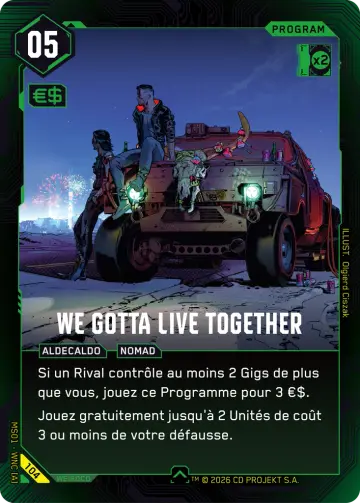 05
PROGRAM
€$
x2
ILLUST. Digierd Ciszak
WE GOTTA LIVE TOGETHER
ALDECALDO
NOMAD
Si un Rival contrôle au moins 2 Gigs de plus
que vous, jouez ce Programme pour 3 €$.
Jouez gratuitement jusqu'à 2 Unités de coût
3 ou moins de votre défausse.
104
™ © 2026 CD PROJEKT S.A.